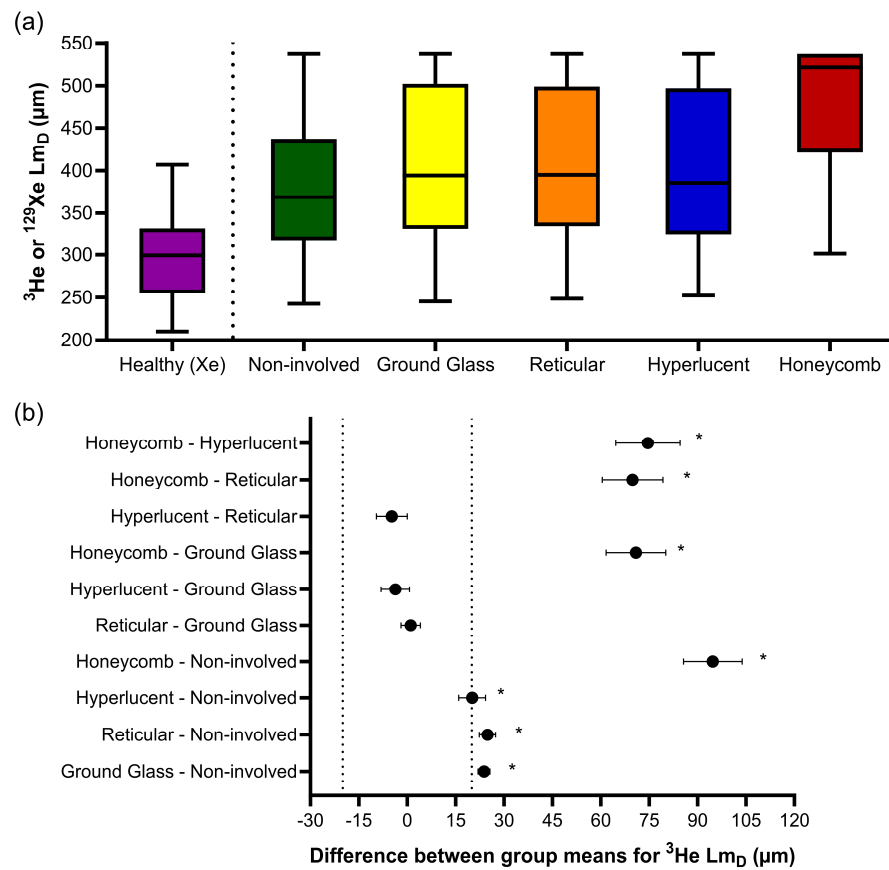 (a)
³He or ¹²⁹Xe Lm_D (µm)
550
500
450
400
350
300
250
200
Healthy (Xe) Non-involved Ground Glass Reticular Hyperlucent Honeycomb
(b)
Honeycomb - Hyperlucent *
Honeycomb - Reticular *
Hyperlucent - Reticular
Honeycomb - Ground Glass *
Hyperlucent - Ground Glass
Reticular - Ground Glass
Honeycomb - Non-involved *
Hyperlucent - Non-involved *
Reticular - Non-involved *
Ground Glass - Non-involved *
-30 -15 0 15 30 45 60 75 90 105 120
Difference between group means for ³He Lm_D (µm)